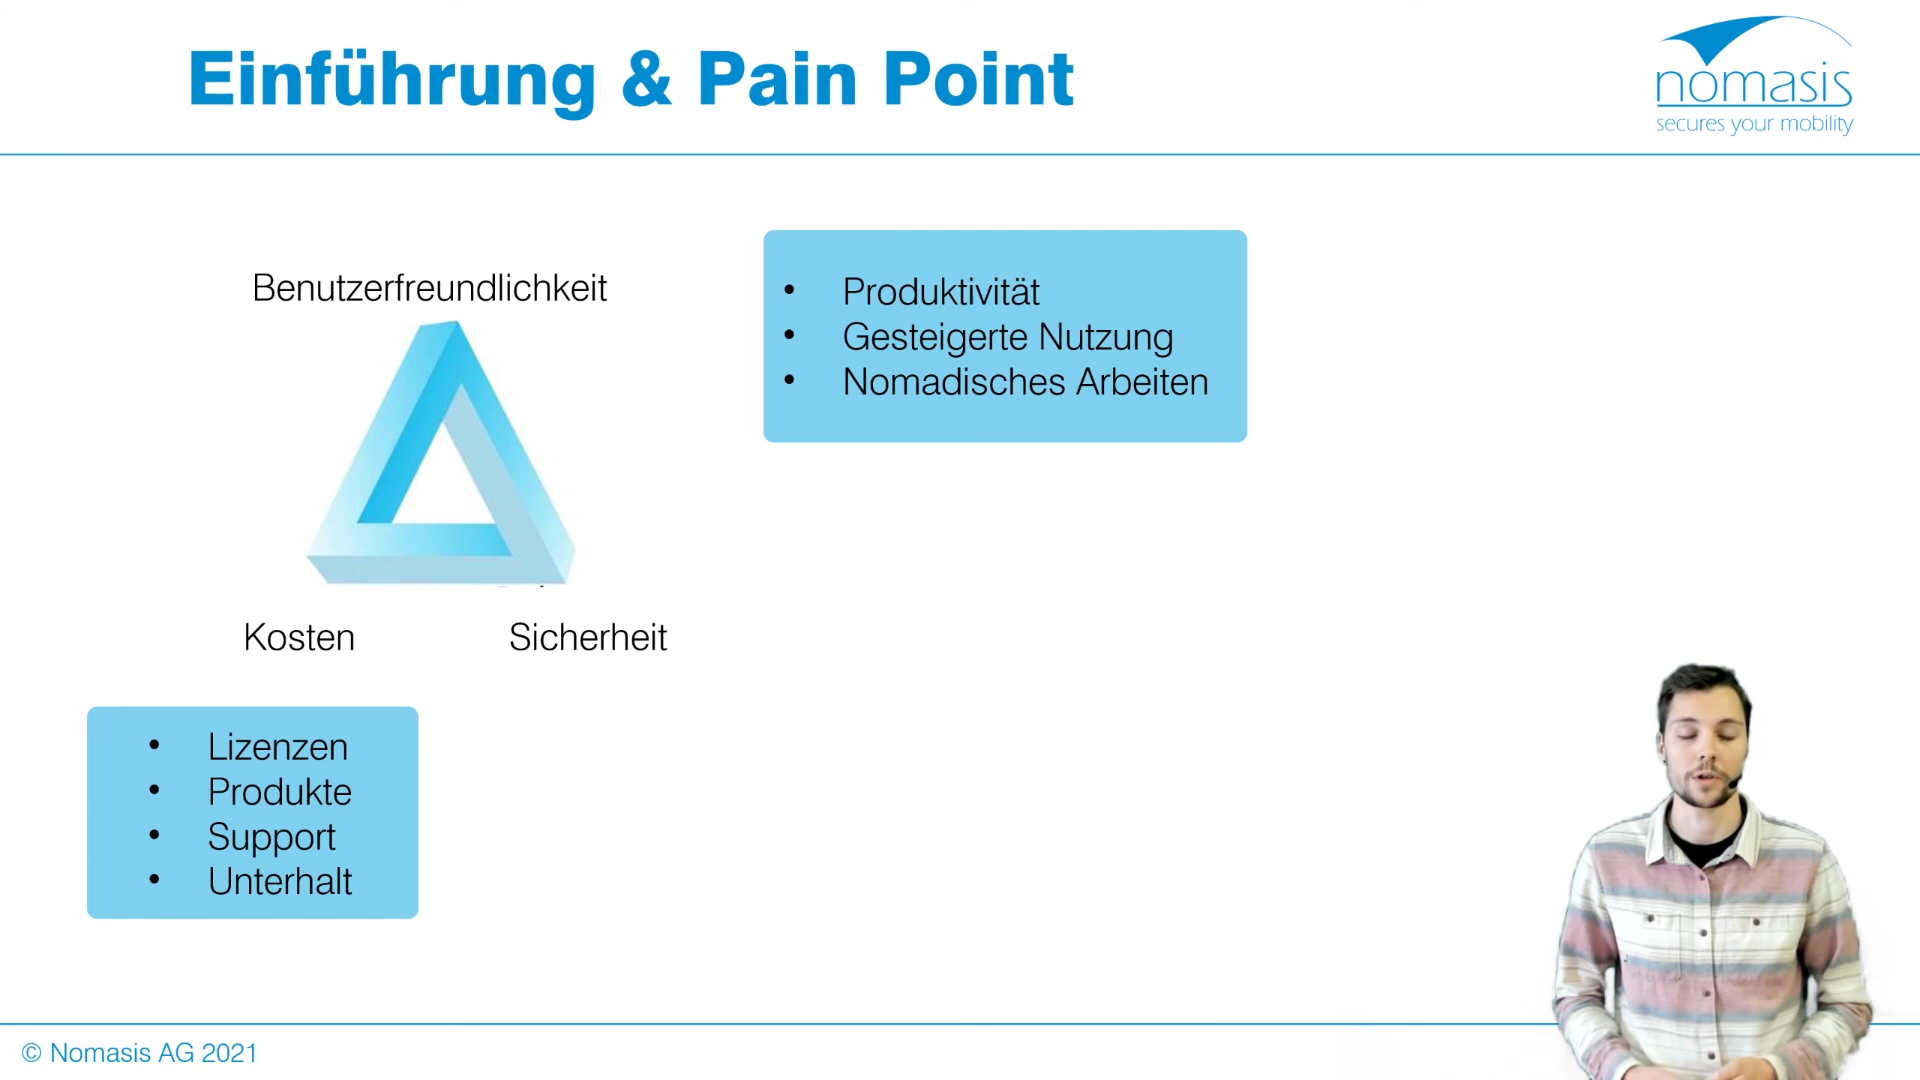 Einführung & Pain Point
nomasis
secures your mobility
Benutzerfreundlichkeit
• Produktivität
• Gesteigerte Nutzung
• Nomadisches Arbeiten
Kosten
Sicherheit
• Lizenzen
• Produkte
• Support
• Unterhalt
© Nomasis AG 2021